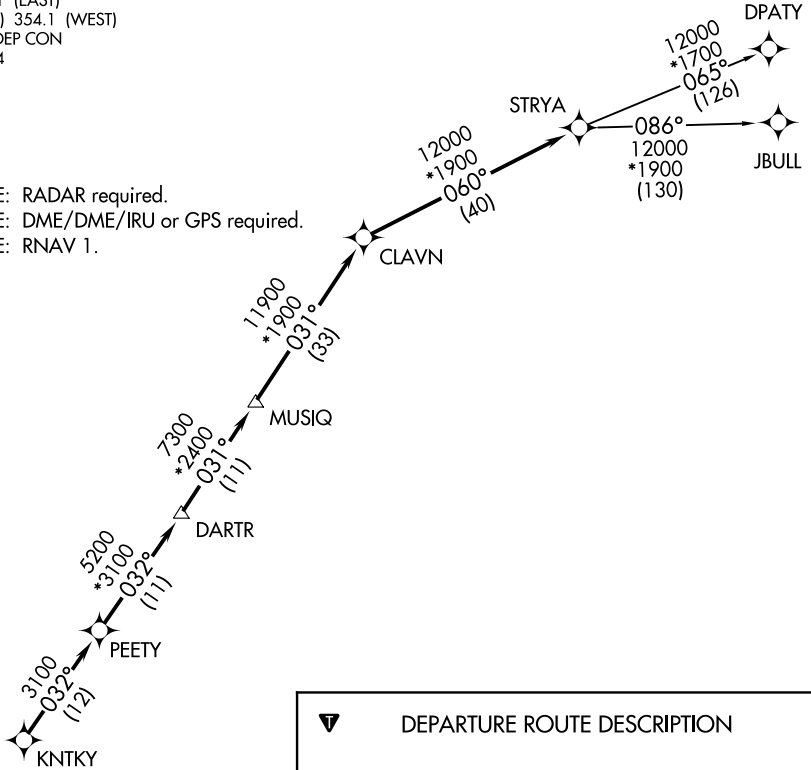 (EAST)
) 354.1 (WEST)
DEP CON
4
DPATY
12000
*1700
065°
(126)
STRYA
086°
12000
*1900
(130)
JBULL
12000
*1900
060°
(40)
E: RADAR required.
E: DME/DME/IRU or GPS required.
E: RNAV 1.
CLAVN
11900
*1900
031°
(33)
MUSIQ
7300
*2400
031°
(11)
DARTR
5200
*3100
032°
(11)
PEETY
3100
032°
(12)
KNTKY
T DEPARTURE ROUTE DESCRIPTION